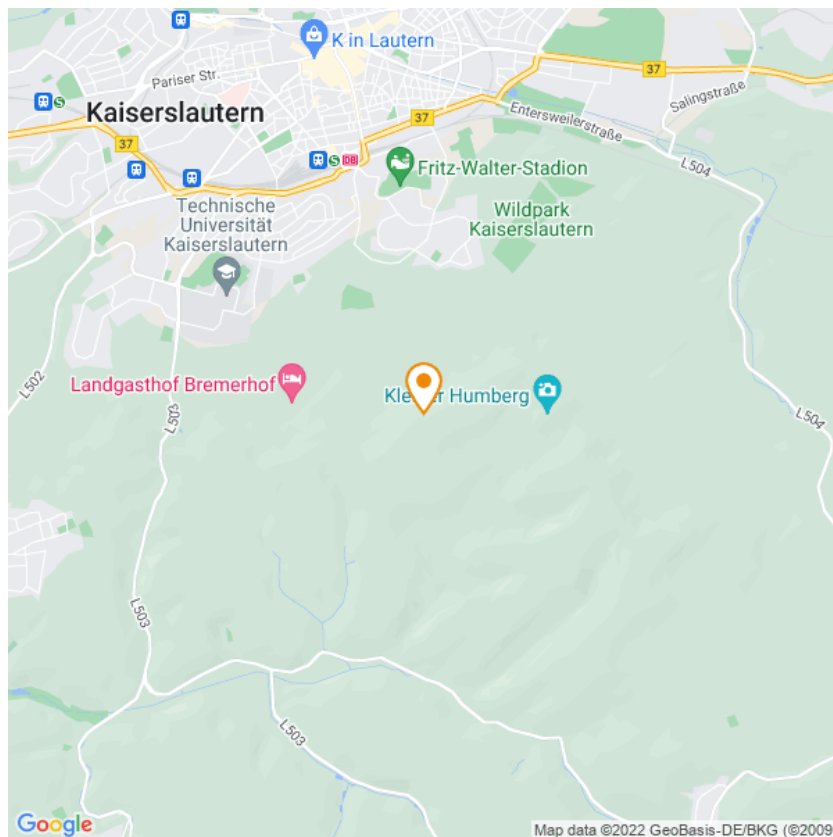 K in Lautern
Pariser Str.
37
Salingstraße
Kaiserslautern
Entersweilerstraße
37
37
S
S
DB
L504
Fritz-Walter-Stadion
Technische
Universität
Kaiserslautern
Wildpark
Kaiserslautern
L502
Landgasthof Bremerhof
Humberg
L503
L504
L503
L503
Google
Map data ©2022 GeoBasis-DE/BKG (©2009